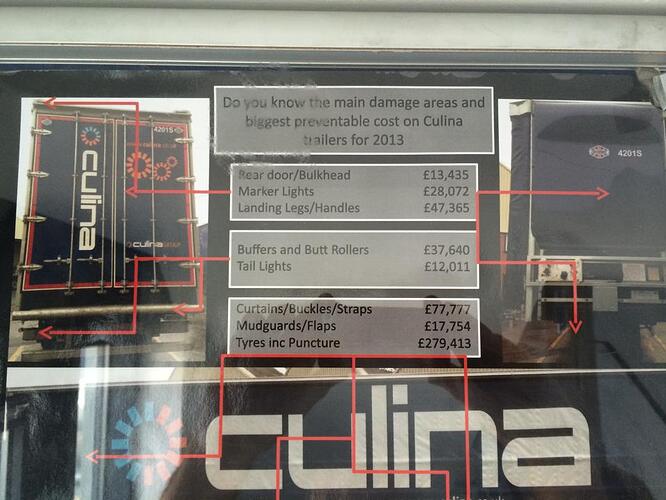 Do you know the main damage areas and
biggest preventable cost on Culina
trailers for 2013
4201S
culina
Rear door/Bulkhead £13,435
Marker Lights £28,072
Landing Legs/Handles £47,365
4201S
Buffers and Butt Rollers £37,640
Tail Lights £12,011
Curtains/Buckles/Straps £77,777
Mudguards/Flaps £17,754
Tyres inc Puncture £279,413
culina